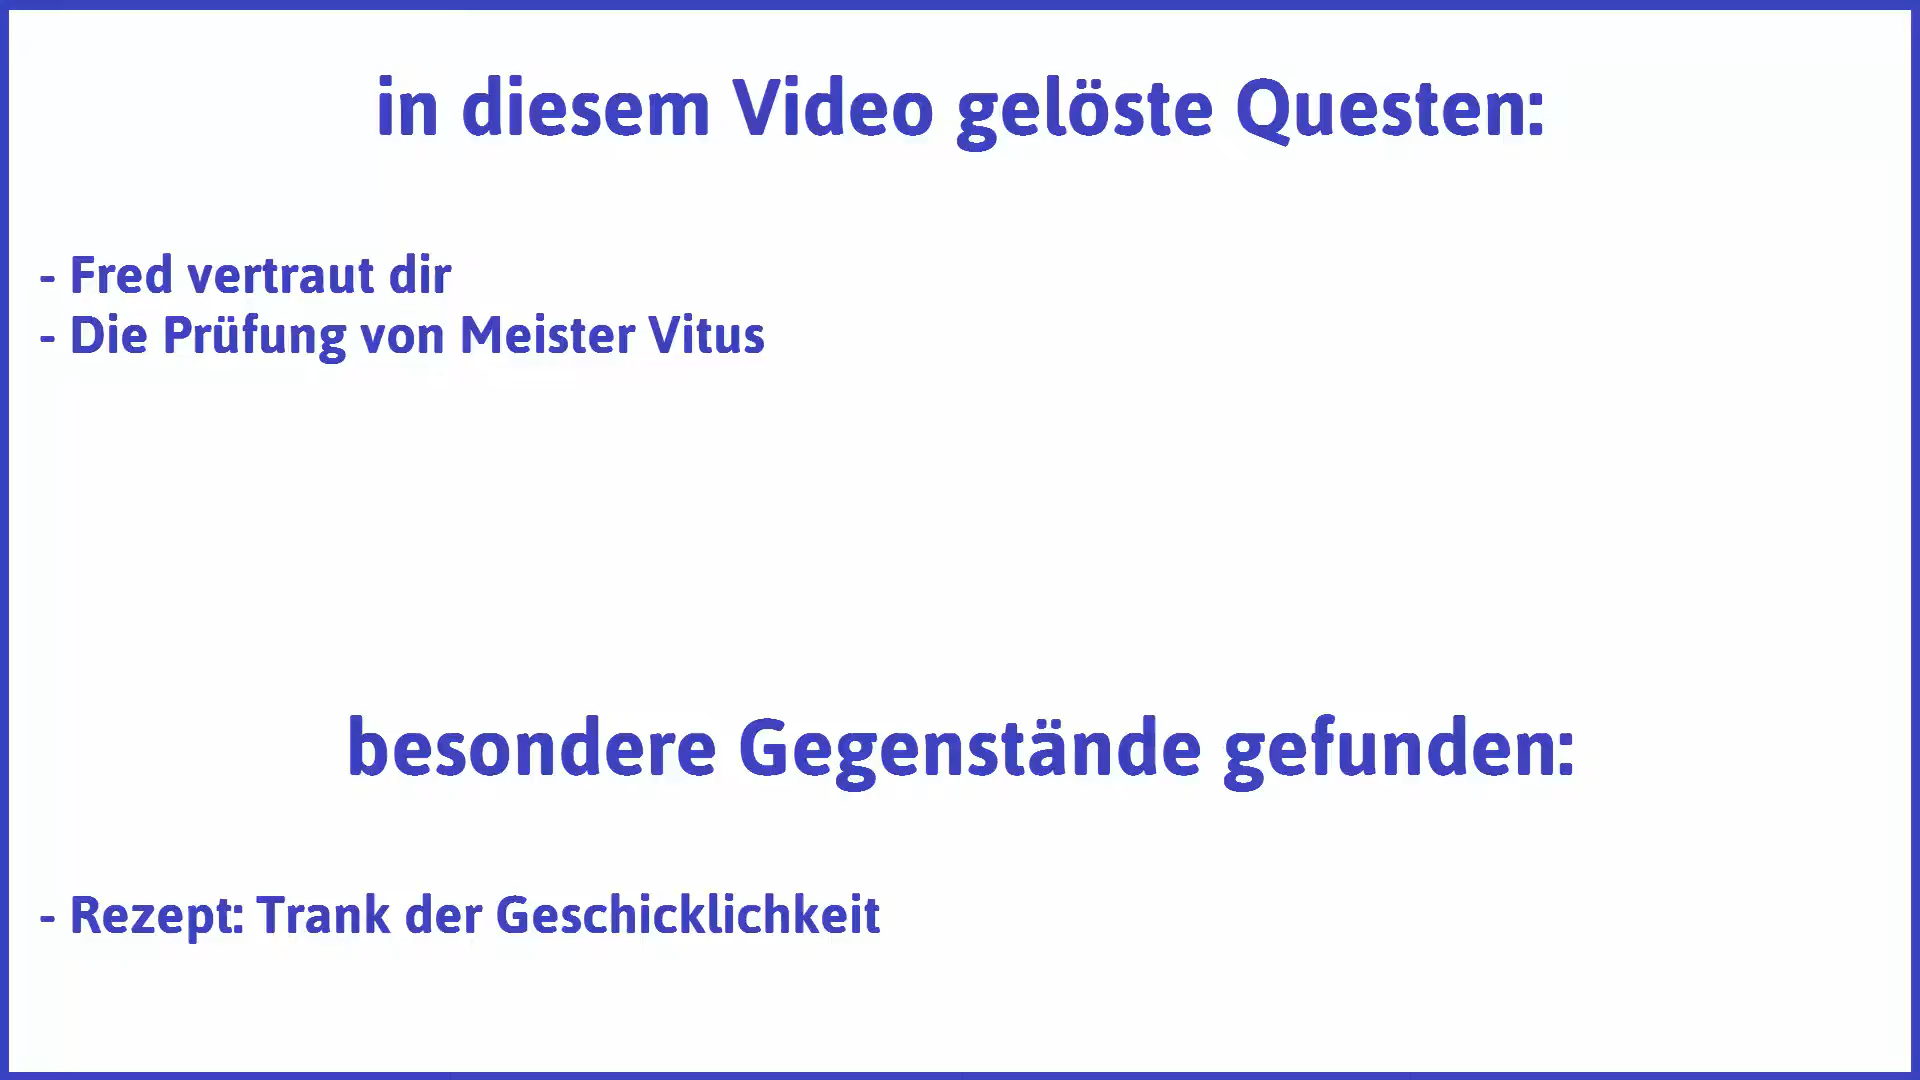 in diesem Video gelöste Questen:
- Fred vertraut dir
- Die Prüfung von Meister Vitus
besondere Gegenstände gefunden:
- Rezept: Trank der Geschicklichkeit